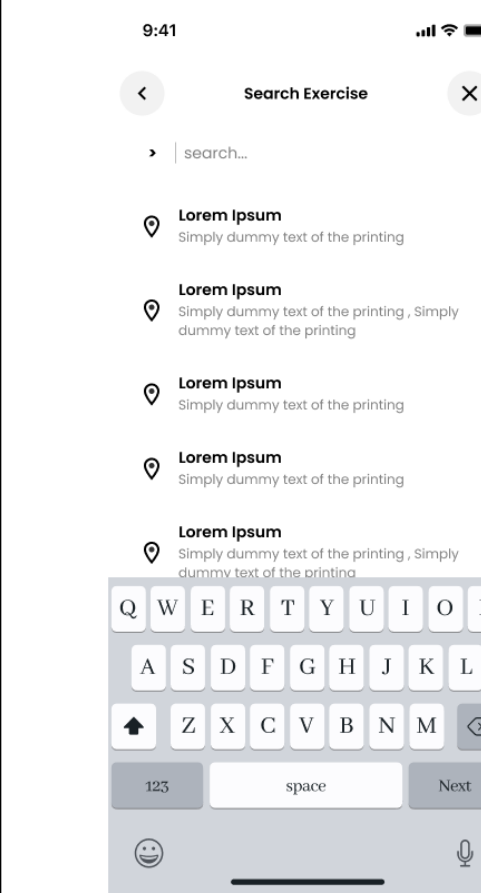 9:41
Search Exercise
search...
Lorem Ipsum
Simply dummy text of the printing
Lorem Ipsum
Simply dummy text of the printing , Simply
dummy text of the printing
Lorem Ipsum
Simply dummy text of the printing
Lorem Ipsum
Simply dummy text of the printing
Lorem Ipsum
Simply dummy text of the printing , Simply
dummy text of the printing
Q W E R T Y U I O
A S D F G H J K L
Z X C V B N M
123 space Next